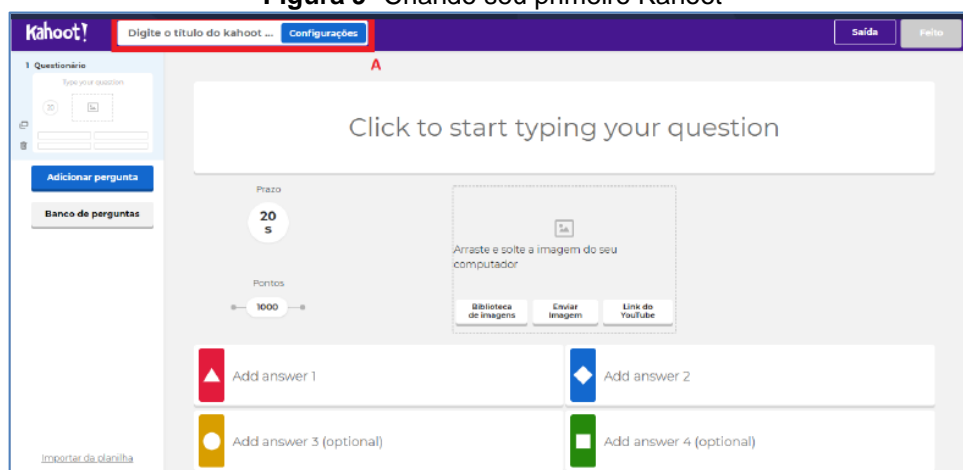 Kahoot! Digite o título do kahoot ... Configurações Saída Feito
A
1 Questionário
Type your question
20
Adicionar pergunta
Banco de perguntas
Importar da planilha
Click to start typing your question
Prazo
20
s
Pontos
1000
Arraste e solte a imagem do seu
computador
Biblioteca
de imagens
Enviar
Imagem
Link do
YouTube
Add answer 1
Add answer 2
Add answer 3 (optional)
Add answer 4 (optional)